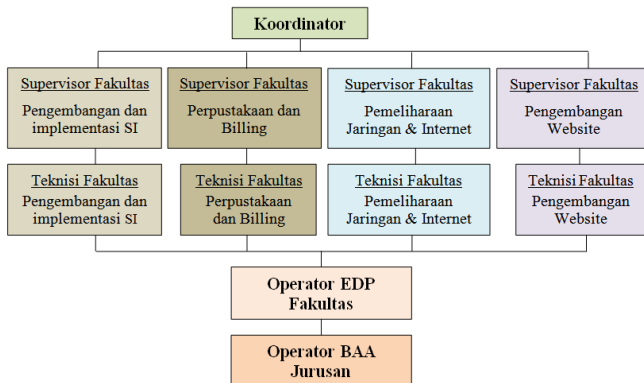 Koordinator
Supervisor Fakultas
Pengembangan dan
implementasi SI
Supervisor Fakultas
Perpustakaan dan
Billing
Supervisor Fakultas
Pemeliharaan
Jaringan & Internet
Supervisor Fakultas
Pengembangan
Website
Teknisi Fakultas
Pengembangan dan
implementasi SI
Teknisi Fakultas
Perpustakaan
dan Billing
Teknisi Fakultas
Pemeliharaan
Jaringan & Internet
Teknisi Fakultas
Pengembangan
Website
Operator EDP
Fakultas
Operator BAA
Jurusan